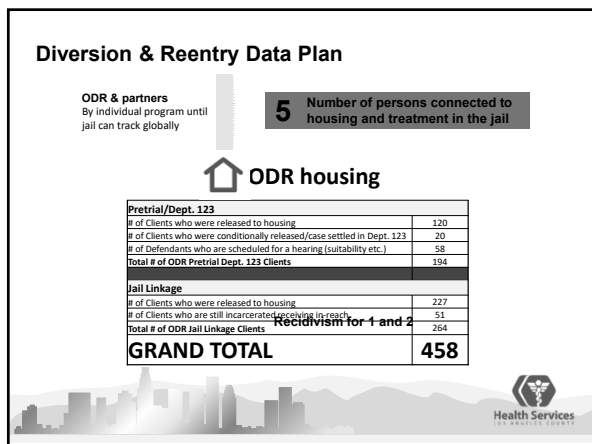 Diversion & Reentry Data Plan
ODR & partners
By individual program until
jail can track globally
5 Number of persons connected to
housing and treatment in the jail
ODR housing
Pretrial/Dept. 123
# of Clients who were released to housing 120
# of Clients who were conditionally released/case settled in Dept. 123 20
# of Defendants who are scheduled for a hearing (suitability etc.) 58
Total # of ODR Pretrial Dept. 123 Clients 194
Jail Linkage
# of Clients who were released to housing 227
# of Clients who are still incarcerated receiving in-reach 51
Recidivism for 1 and 2
Total # of ODR Jail Linkage Clients 264
GRAND TOTAL 458
Health Services
LOS ANGELES COUNTY